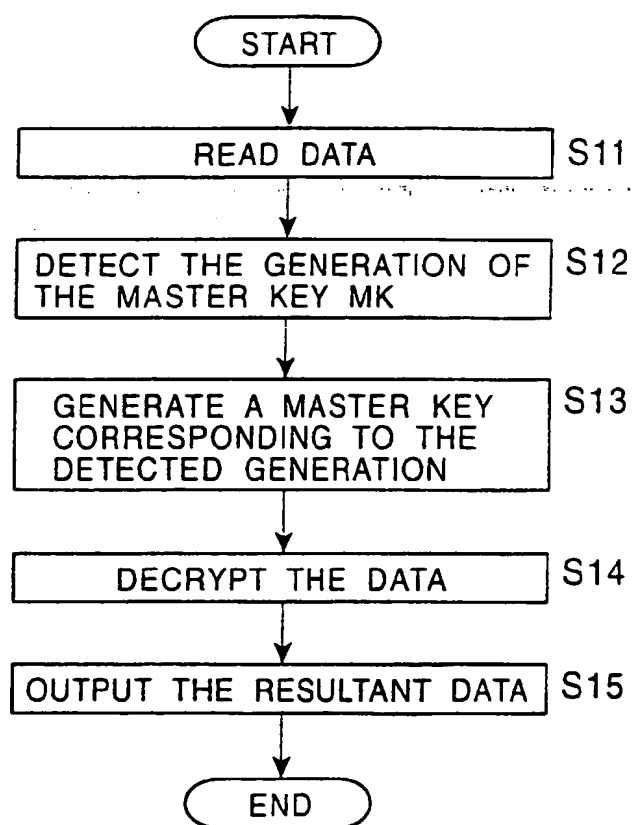 START
READ DATA S11
DETECT THE GENERATION OF S12
THE MASTER KEY MK
GENERATE A MASTER KEY S13
CORRESPONDING TO THE
DETECTED GENERATION
DECRYPT THE DATA S14
OUTPUT THE RESULTANT DATA S15
END